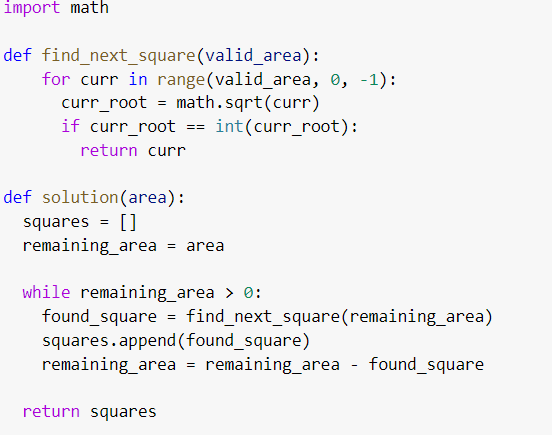 import math
def find_next_square(valid_area):
    for curr in range(valid_area, 0, -1):
      curr_root = math.sqrt(curr)
      if curr_root == int(curr_root):
        return curr
def solution(area):
  squares = []
  remaining_area = area
  while remaining_area > 0:
    found_square = find_next_square(remaining_area)
    squares.append(found_square)
    remaining_area = remaining_area - found_square
  return squares